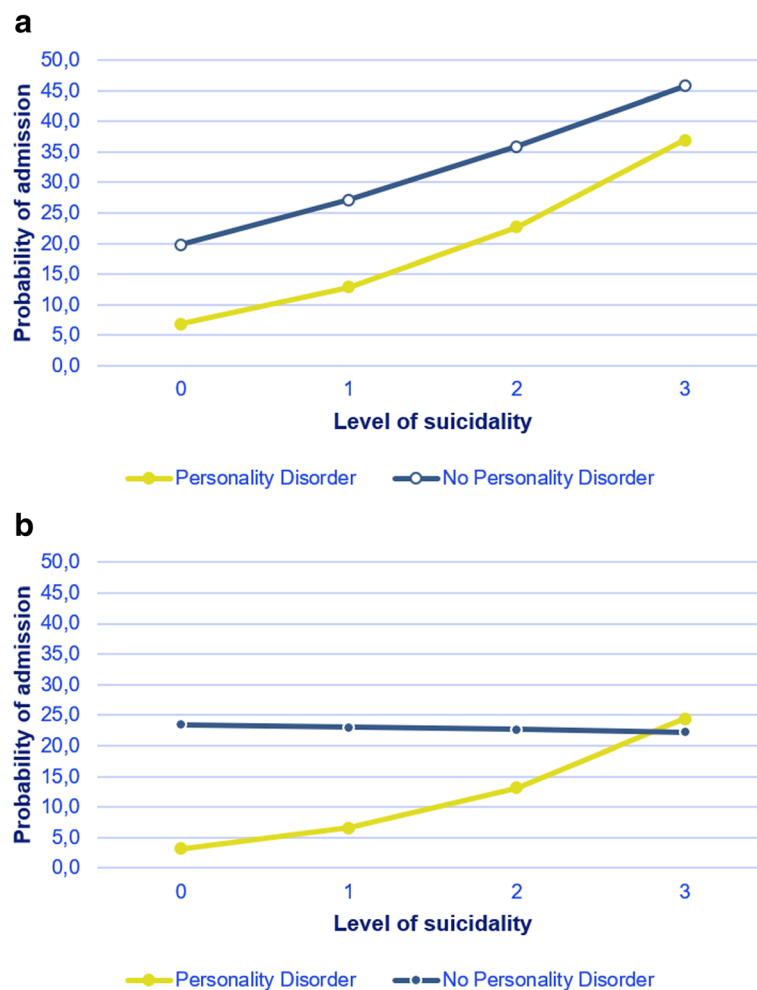 a
Probability of admission
50,0
45,0
40,0
35,0
30,0
25,0
20,0
15,0
10,0
5,0
0,0
0 1 2 3
Level of suicidality
Personality Disorder No Personality Disorder
b
Probability of admission
50,0
45,0
40,0
35,0
30,0
25,0
20,0
15,0
10,0
5,0
0,0
0 1 2 3
Level of suicidality
Personality Disorder No Personality Disorder